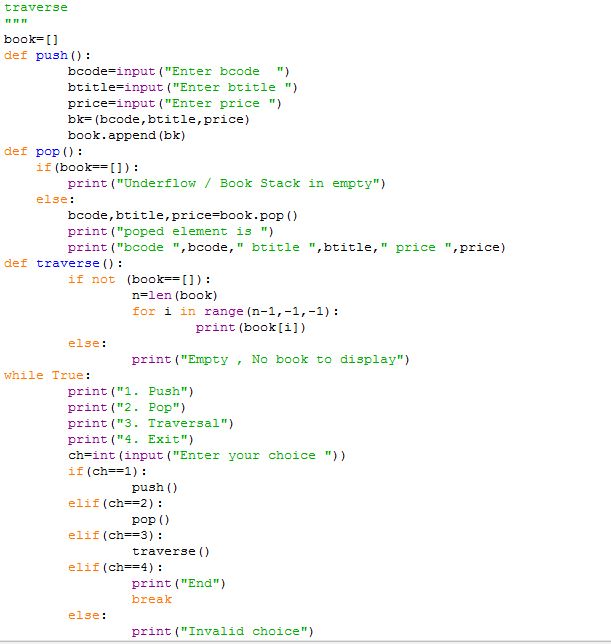 traverse
"""
book=[]
def push():
        bcode=input("Enter bcode  ")
        btitle=input("Enter btitle ")
        price=input("Enter price ")
        bk=(bcode,btitle,price)
        book.append(bk)
def pop():
    if(book==[]):
        print("Underflow / Book Stack in empty")
    else:
        bcode,btitle,price=book.pop()
        print("poped element is ")
        print("bcode ",bcode," btitle ",btitle," price ",price)
def traverse():
        if not (book==[]):
                n=len(book)
                for i in range(n-1,-1,-1):
                        print(book[i])
        else:
                print("Empty , No book to display")
while True:
        print("1. Push")
        print("2. Pop")
        print("3. Traversal")
        print("4. Exit")
        ch=int(input("Enter your choice "))
        if(ch==1):
                push()
        elif(ch==2):
                pop()
        elif(ch==3):
                traverse()
        elif(ch==4):
                print("End")
                break
        else:
                print("Invalid choice")